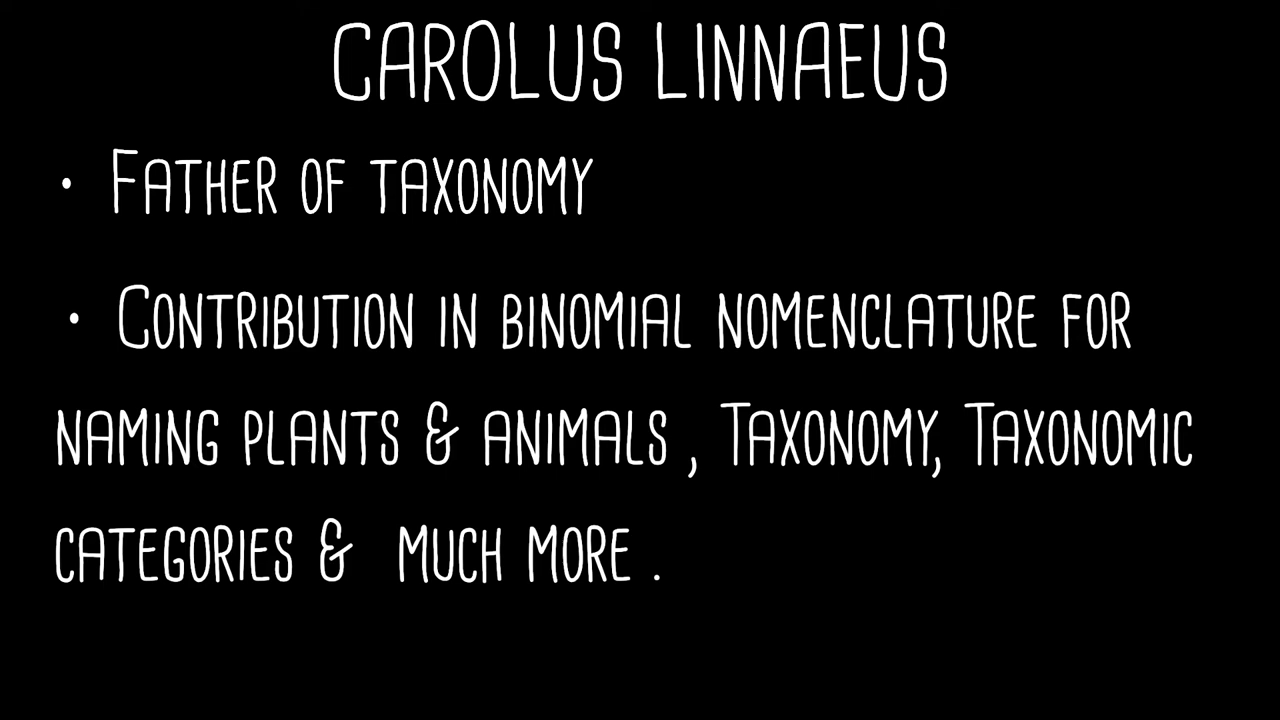 CAROLUS LINNAEUS
• FATHER OF TAXONOMY
• CONTRIBUTION IN BINOMIAL NOMENCLATURE FOR
NAMING PLANTS & ANIMALS , TAXONOMY, TAXONOMIC
CATEGORIES & MUCH MORE .